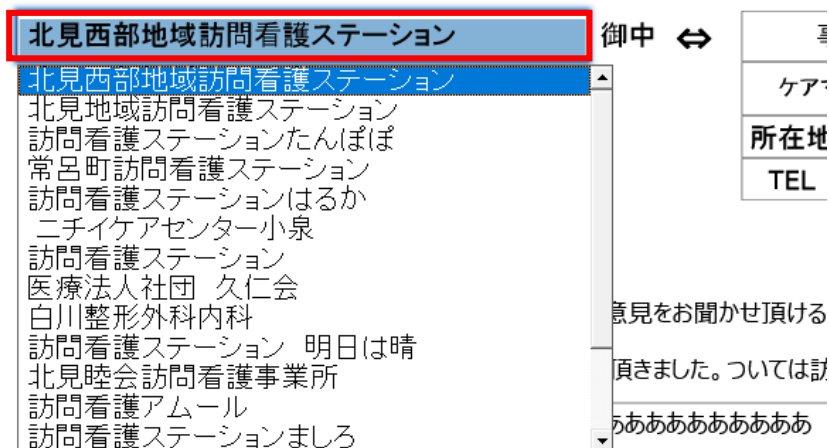 北見西部地域訪問看護ステーション 御中 ⇔
北見西部地域訪問看護ステーション
北見地域訪問看護ステーション
訪問看護ステーションたんぽぽ
常呂町訪問看護ステーション
訪問看護ステーションはるか
ニチイケアセンター小泉
訪問看護ステーション
医療法人社団 久仁会
白川整形外科内科
訪問看護ステーション 明日は晴
北見睦会訪問看護事業所
訪問看護アムール
訪問看護ステーションましろ
ケア
所在地
TEL
意見をお聞かせ頂ける
頂きました。ついては訪
ああああああああああ